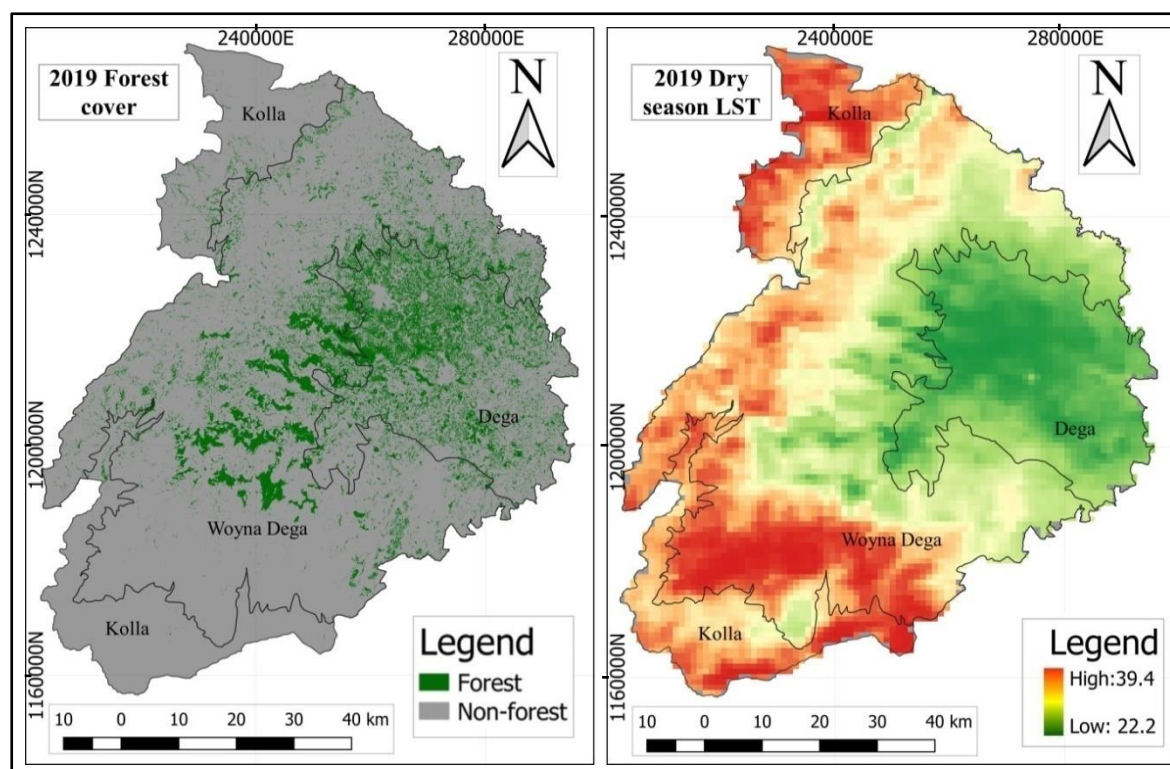 240000E
280000E
2019 Forest
cover
N
Kolla
1240000N
1200000N
1160000N
Dega
Woyna Dega
Kolla
Legend
Forest
Non-forest
10 0 10 20 30 40 km
240000E
280000E
2019 Dry
season LST
N
Kolla
1240000N
1200000N
1160000N
Dega
Woyna Dega
Kolla
Legend
High:39.4
Low: 22.2
10 0 10 20 30 40 km